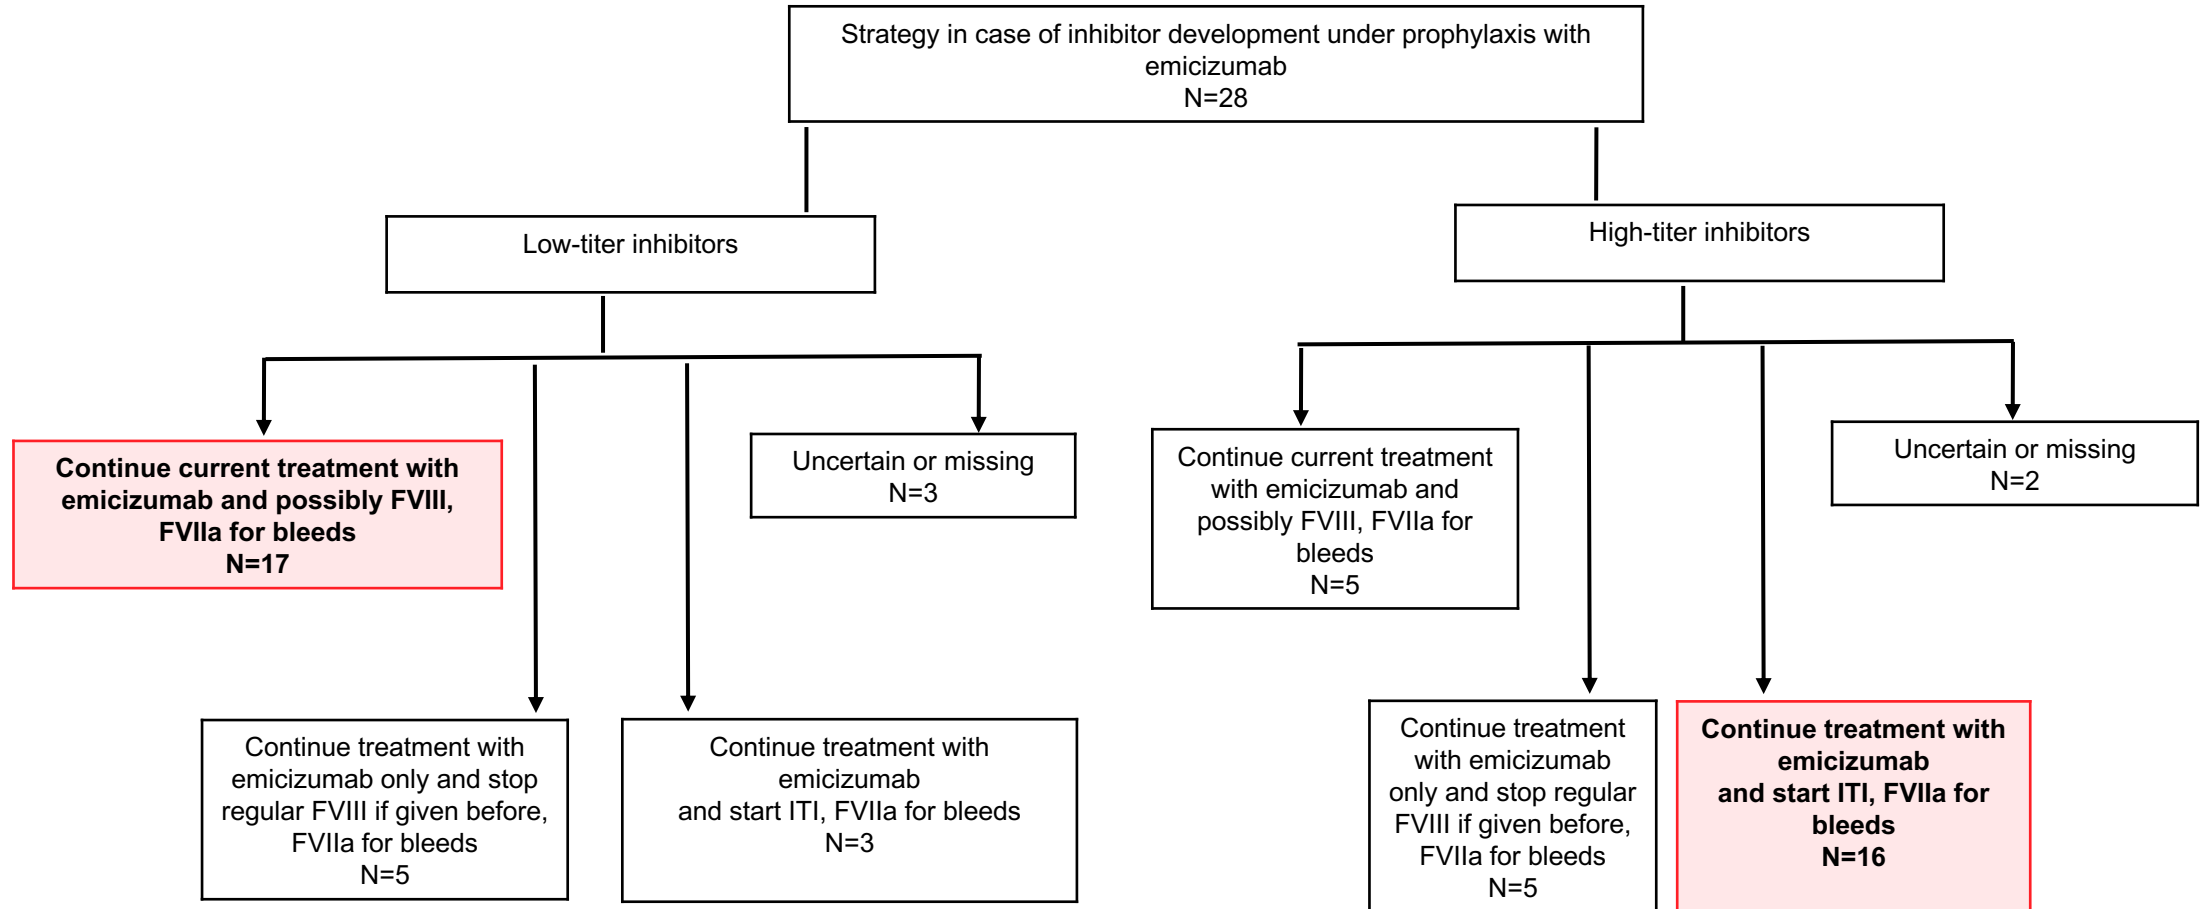 Strategy in case of inhibitor development under prophylaxis with
emicizumab
N=28
Low-titer inhibitors
High-titer inhibitors
Continue current treatment with
emicizumab and possibly FVIII,
FVIIa for bleeds
N=17
Uncertain or missing
N=3
Continue current treatment
with emicizumab and
possibly FVIII, FVIIa for
bleeds
N=5
Uncertain or missing
N=2
Continue treatment with
emicizumab only and stop
regular FVIII if given before,
FVIIa for bleeds
N=5
Continue treatment with
emicizumab
and start ITI, FVIIa for bleeds
N=3
Continue treatment
with emicizumab
only and stop regular
FVIII if given before,
FVIIa for bleeds
N=5
Continue treatment with
emicizumab
and start ITI, FVIIa for
bleeds
N=16